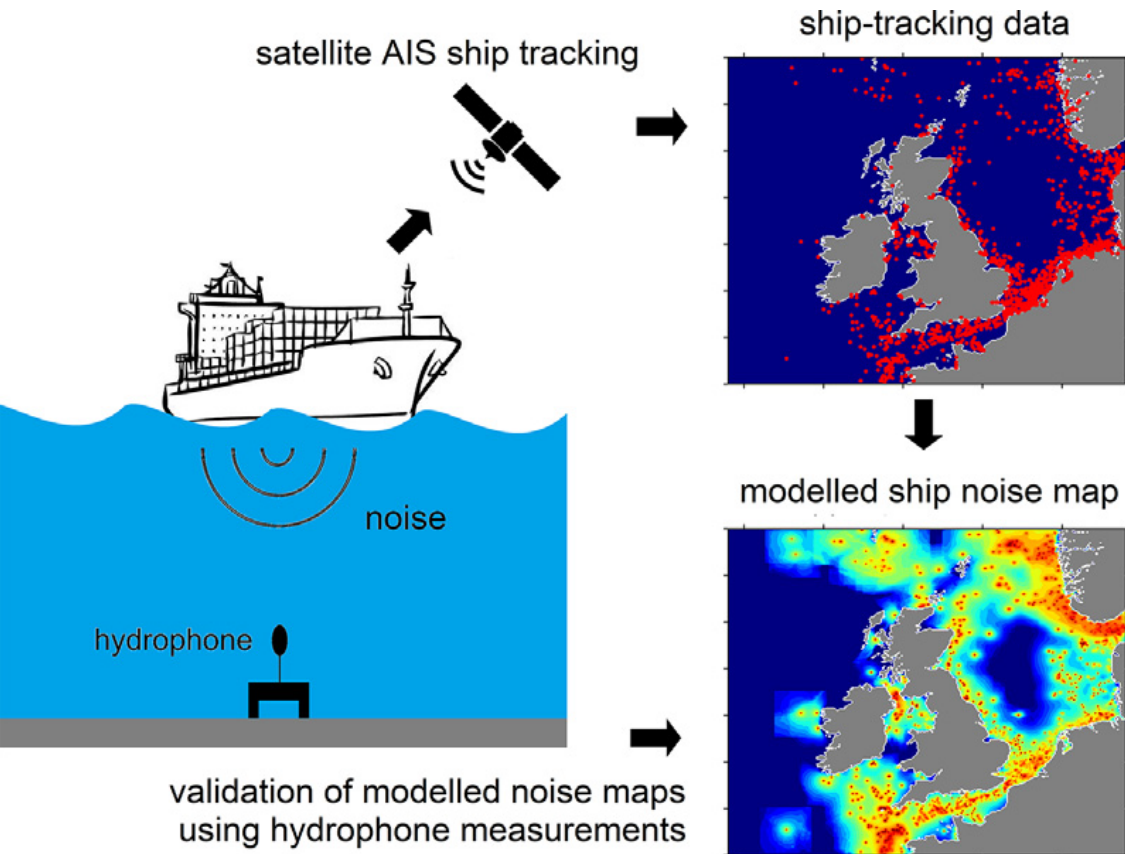 satellite AIS ship tracking
ship-tracking data
noise
hydrophone
modelled ship noise map
validation of modelled noise maps
using hydrophone measurements